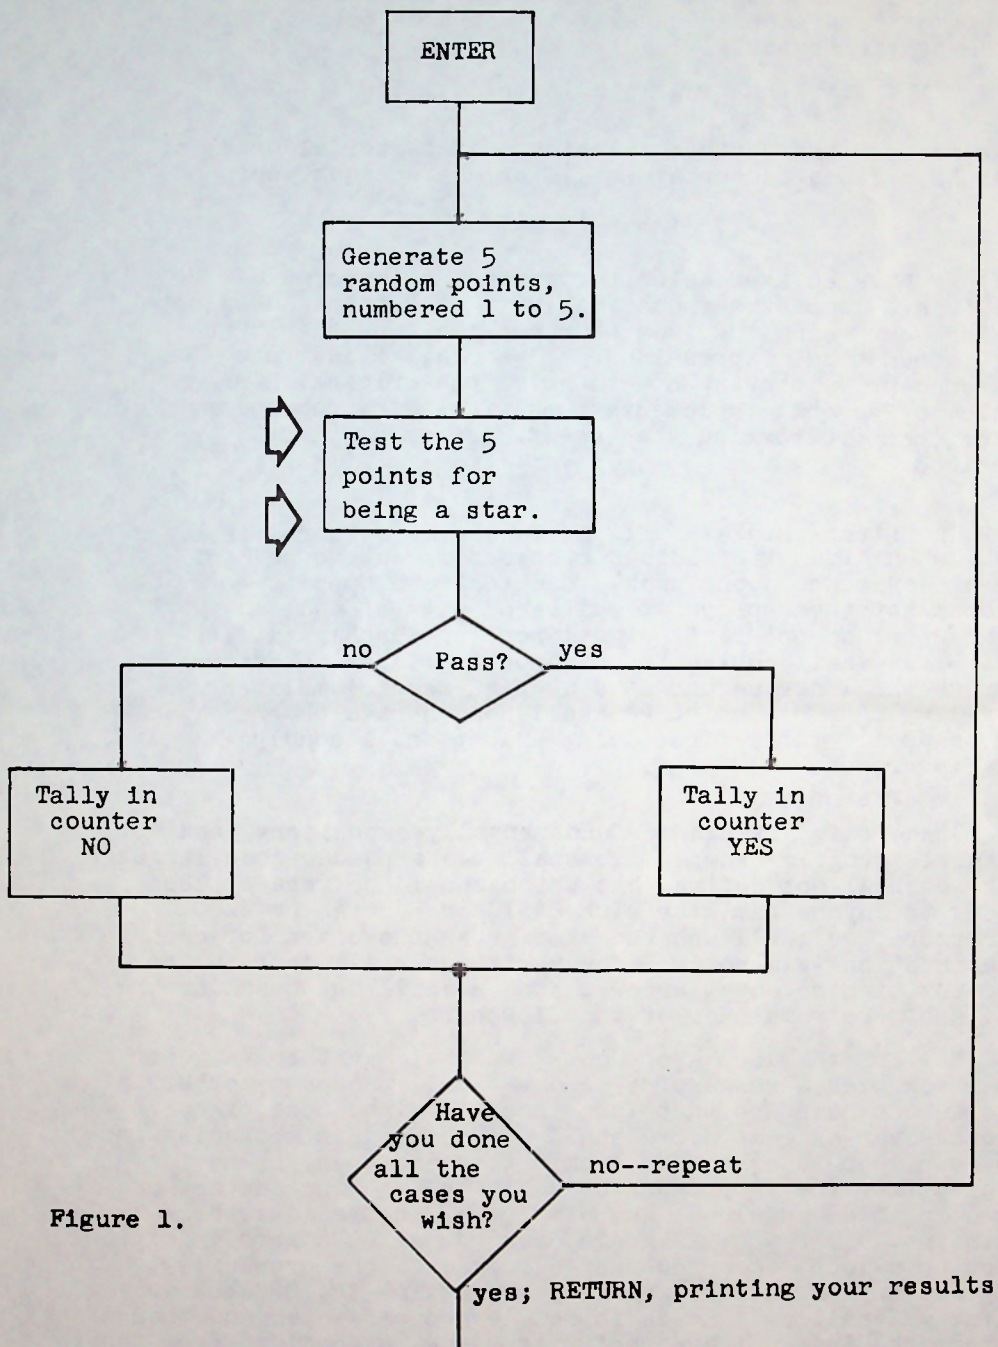 ENTER
Generate 5
random points,
numbered 1 to 5.
Test the 5
points for
being a star.
no
Pass?
yes
Tally in
counter
NO
Tally in
counter
YES
Have
you done
all the
cases you
wish?
no--repeat
Figure 1.
yes; RETURN, printing your results